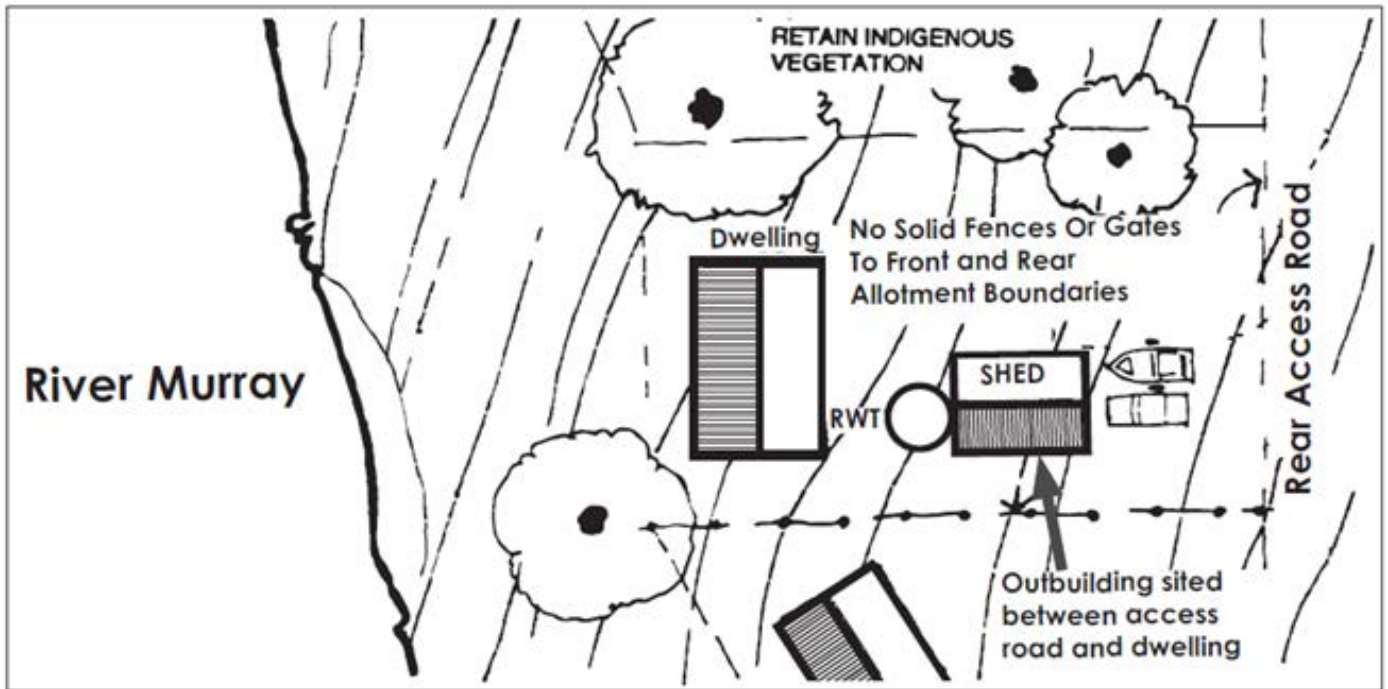 RETAIN INDIGENOUS
VEGETATION
Dwelling
No Solid Fences Or Gates
To Front and Rear
Allotment Boundaries
River Murray
SHED
RWT
Rear Access Road
Outbuilding sited
between access
road and dwelling